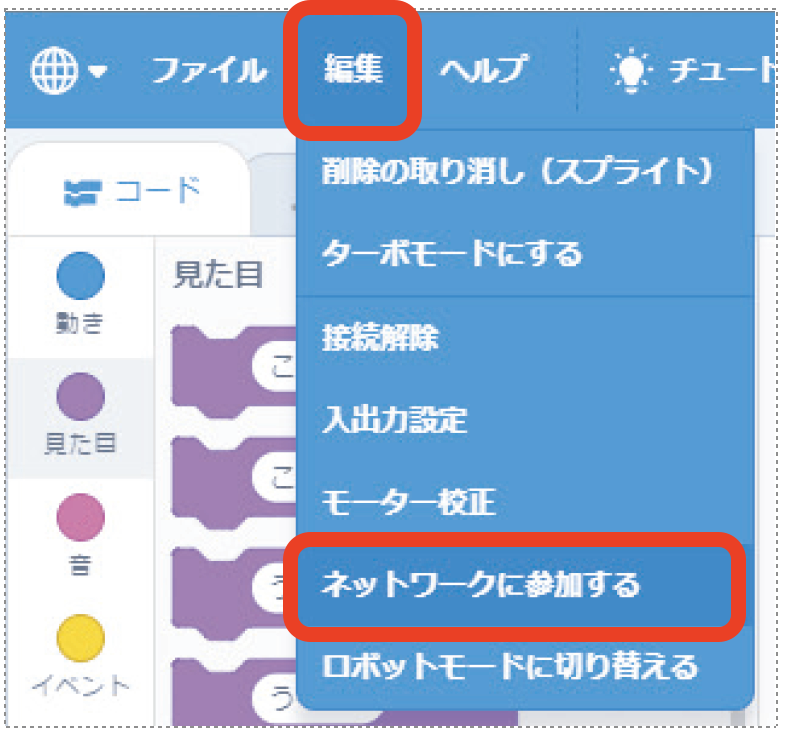 ファイル 編集 ヘルプ チュート
コード
動き
見た目
音
イベント
見た目
こ
こ
う
う
削除の取り消し（スプライト）
ターボモードにする
接続解除
入出力設定
モーター校正
ネットワークに参加する
ロボットモードに切り替える